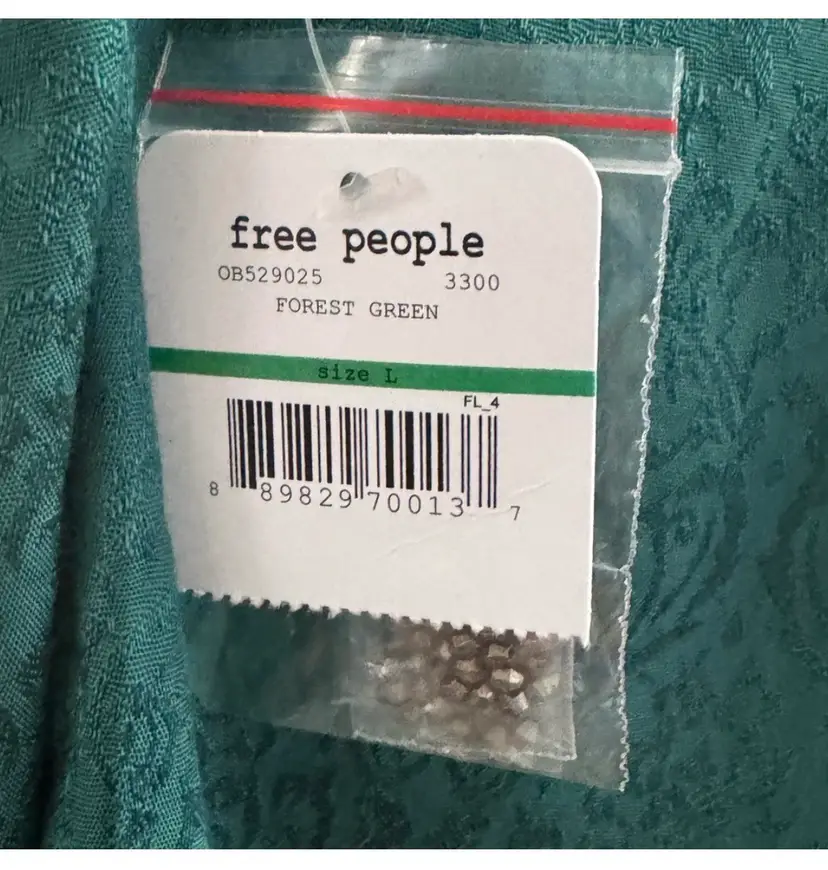 free people
OB529025 3300
FOREST GREEN
size L
FL_4
8 89829 70013 7